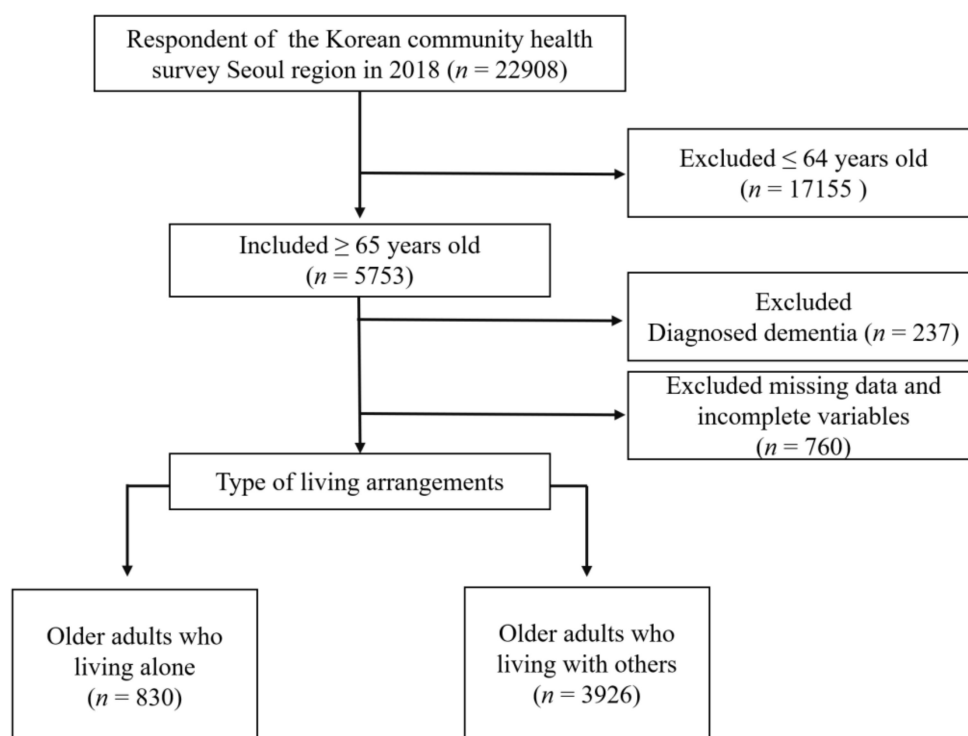 Respondent of the Korean community health
survey Seoul region in 2018 (n = 22908)
Excluded ≤ 64 years old
(n = 17155 )
Included ≥ 65 years old
(n = 5753)
Excluded
Diagnosed dementia (n = 237)
Excluded missing data and
incomplete variables
(n = 760)
Type of living arrangements
Older adults who
living alone
(n = 830)
Older adults who
living with others
(n = 3926)